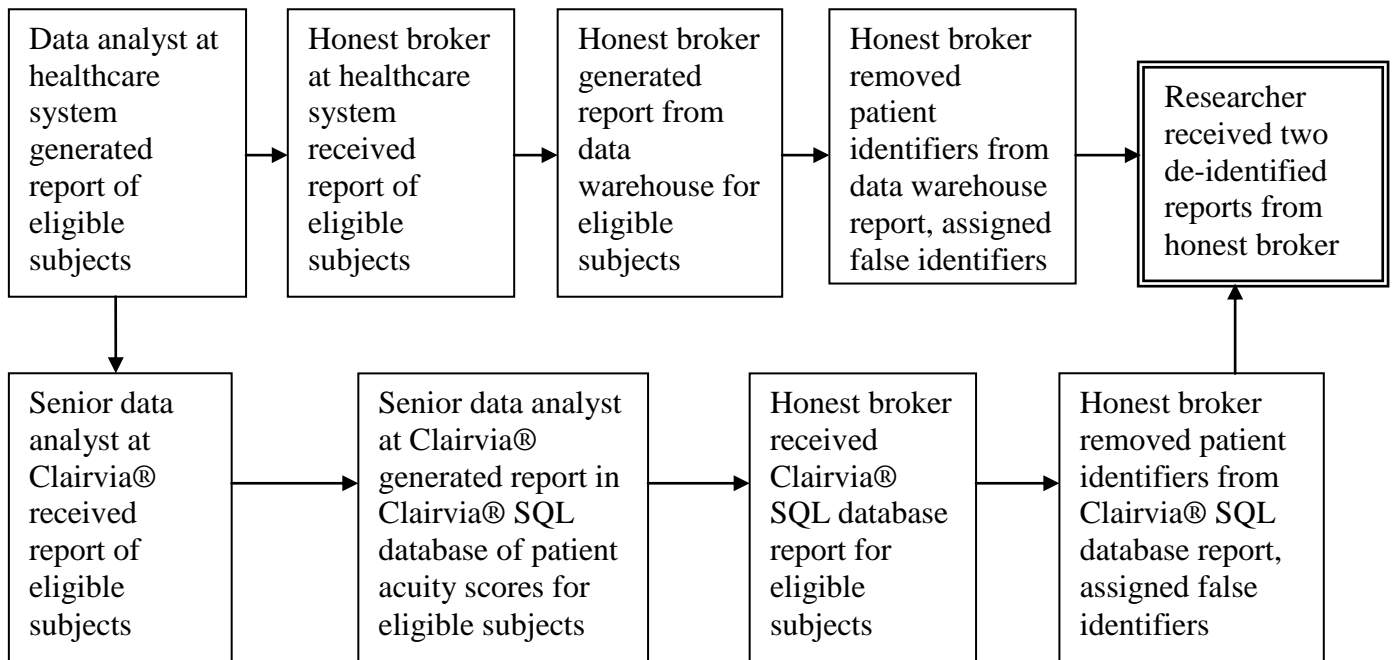 Data analyst at
healthcare
system
generated
report of
eligible
subjects
Honest broker
at healthcare
system
received
report of
eligible
subjects
Honest broker
generated
report from
data
warehouse for
eligible
subjects
Honest broker
removed
patient
identifiers from
data warehouse
report, assigned
false identifiers
Researcher
received two
de-identified
reports from
honest broker
Senior data
analyst at
Clairvia®
received
report of
eligible
subjects
Senior data analyst
at Clairvia®
generated report in
Clairvia® SQL
database of patient
acuity scores for
eligible subjects
Honest broker
received
Clairvia®
SQL database
report for
eligible
subjects
Honest broker
removed patient
identifiers from
Clairvia® SQL
database report,
assigned false
identifiers